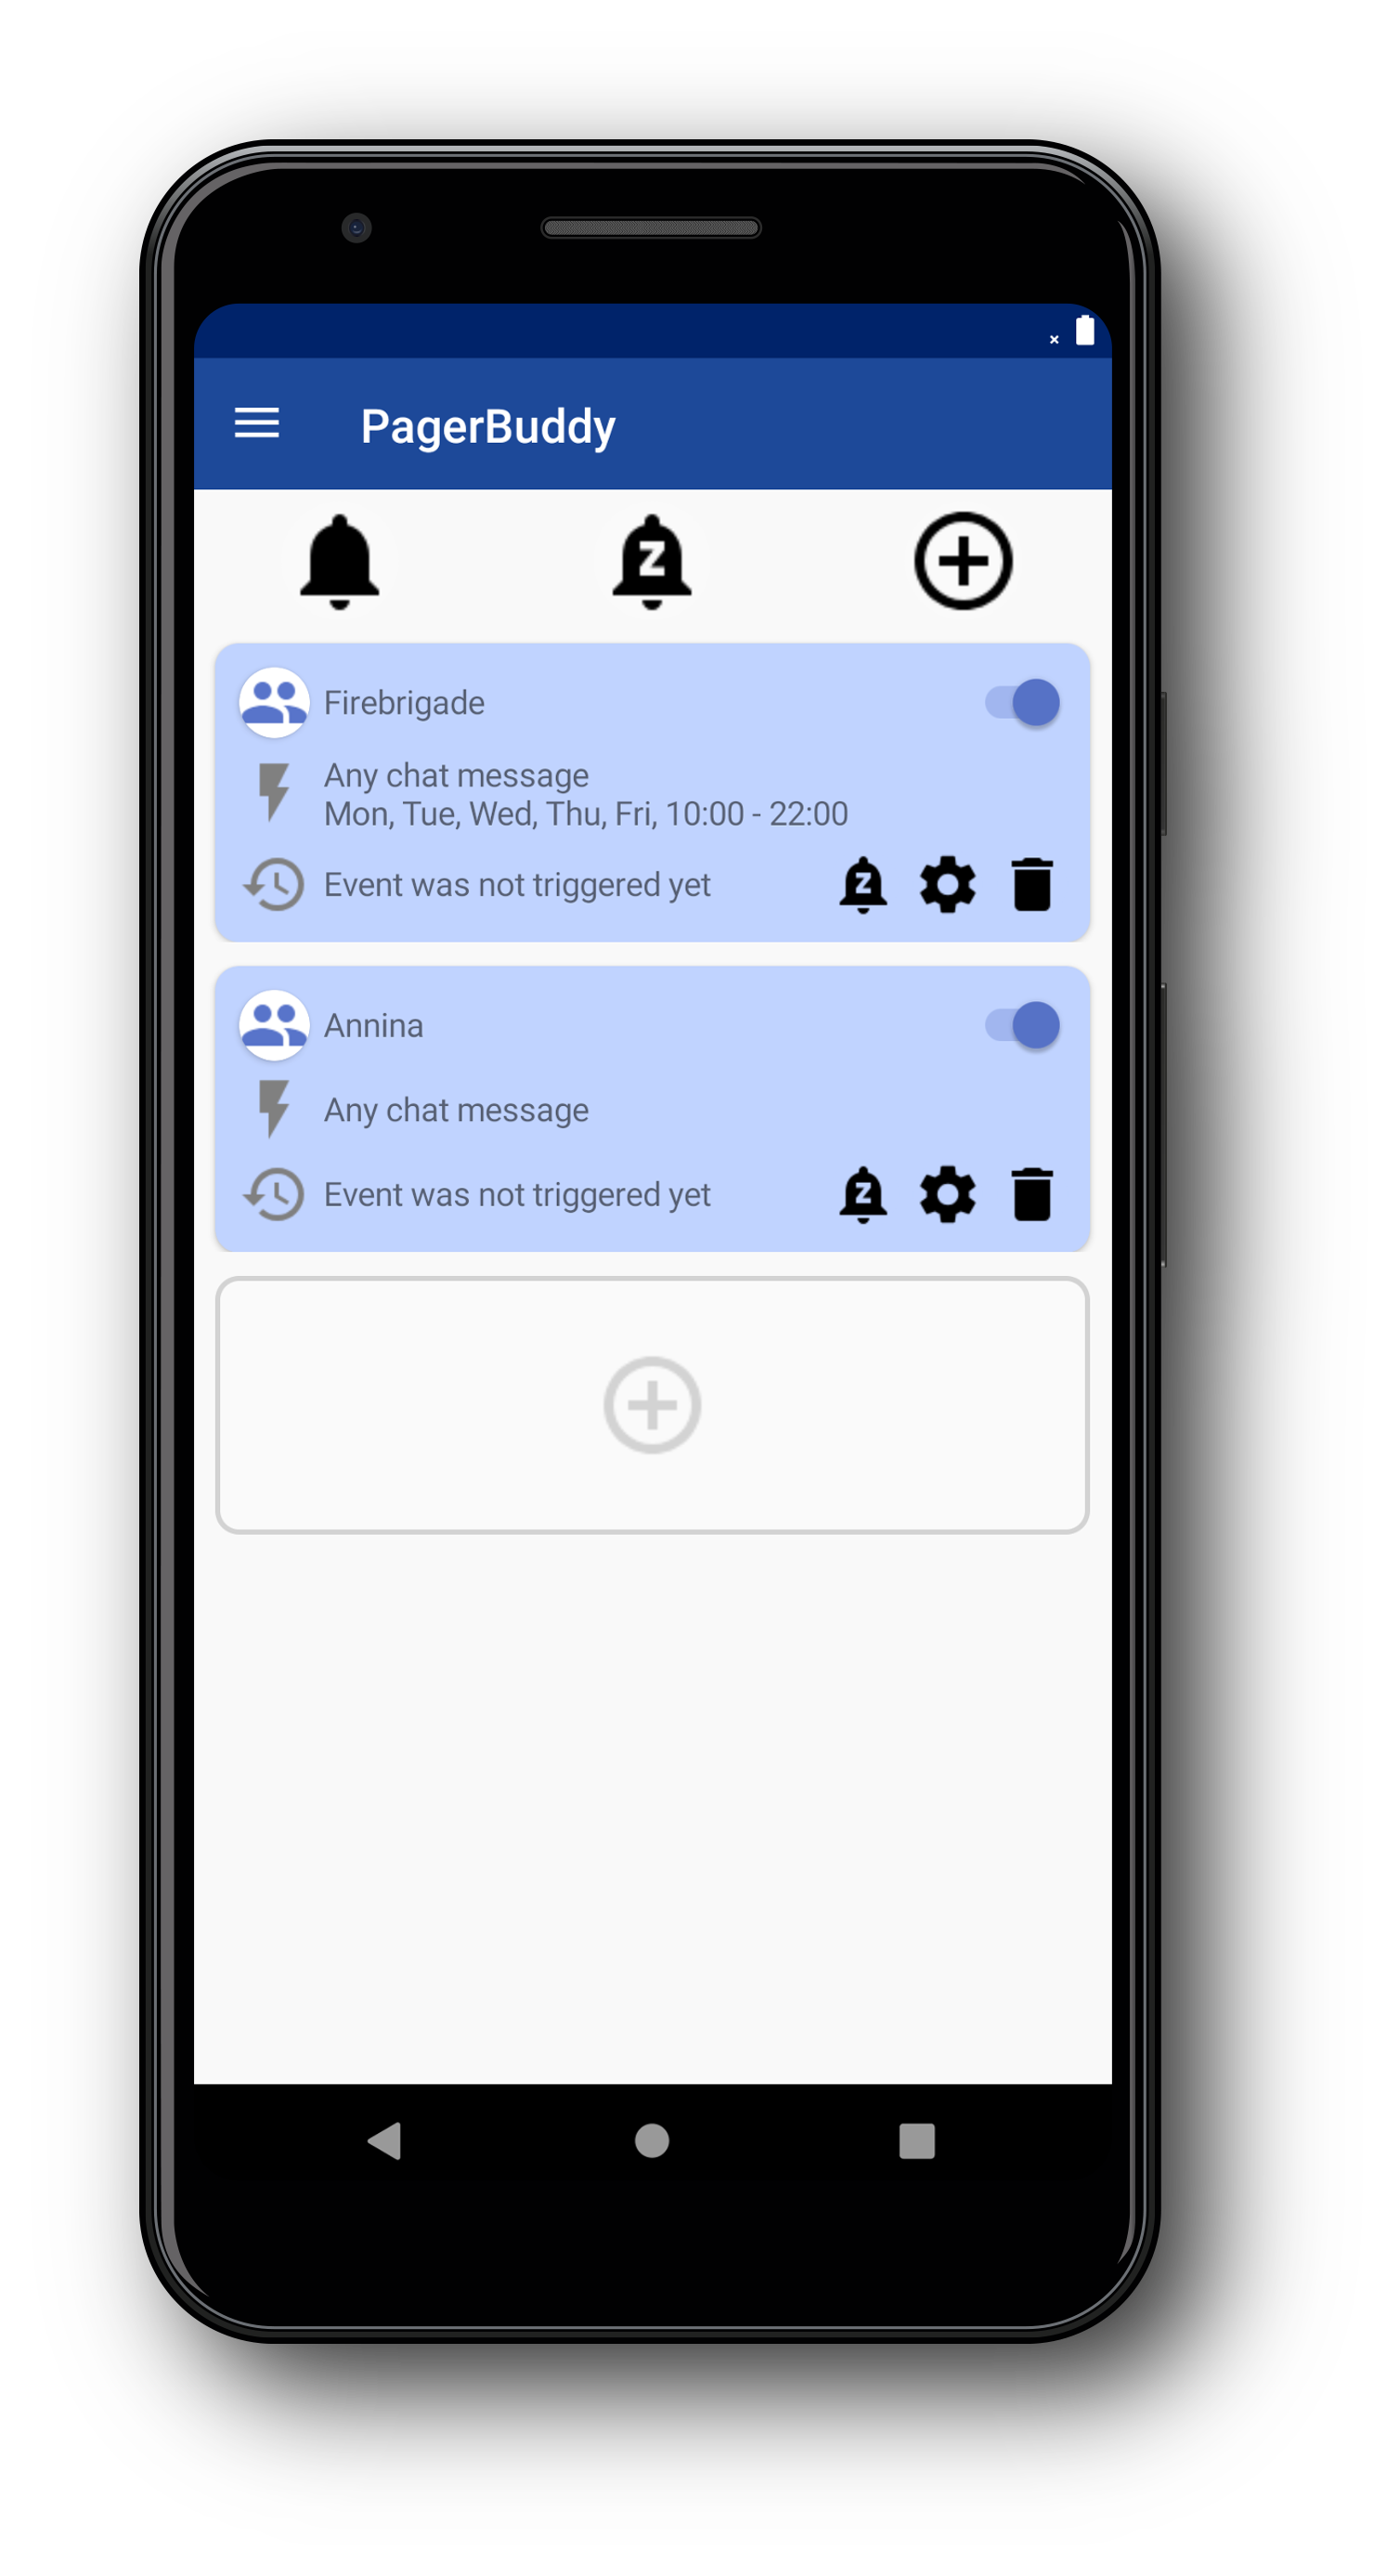 PagerBuddy
Firebrigade
Any chat message
Mon, Tue, Wed, Thu, Fri, 10:00 - 22:00
Event was not triggered yet
Annina
Any chat message
Event was not triggered yet